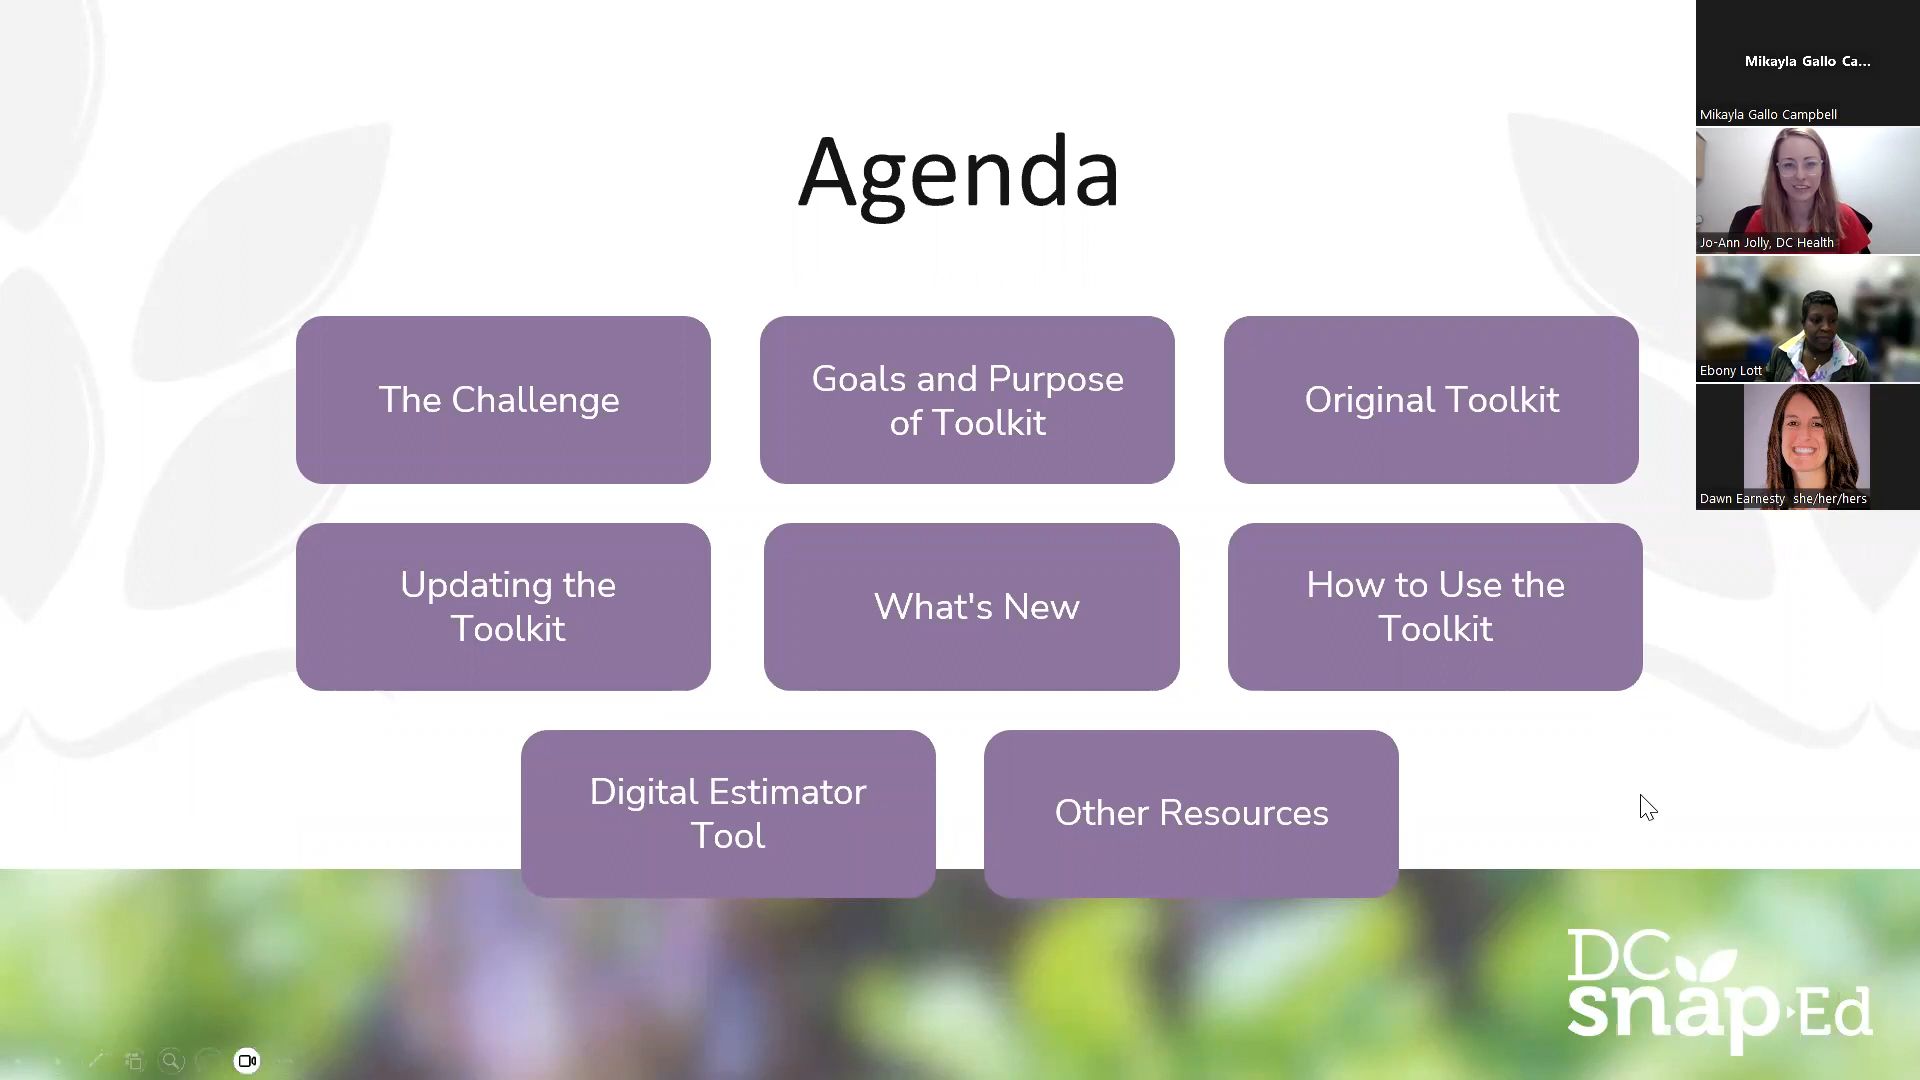 Agenda
The Challenge
Goals and Purpose
of Toolkit
Original Toolkit
Updating the
Toolkit
What's New
How to Use the
Toolkit
Digital Estimator
Tool
Other Resources
DC
snap-Ed
Mikayla Gallo Ca...
Mikayla Gallo Campbell
Jo-Ann Jolly, DC Health
Ebony Lott
Dawn Earnesty she/her/hers